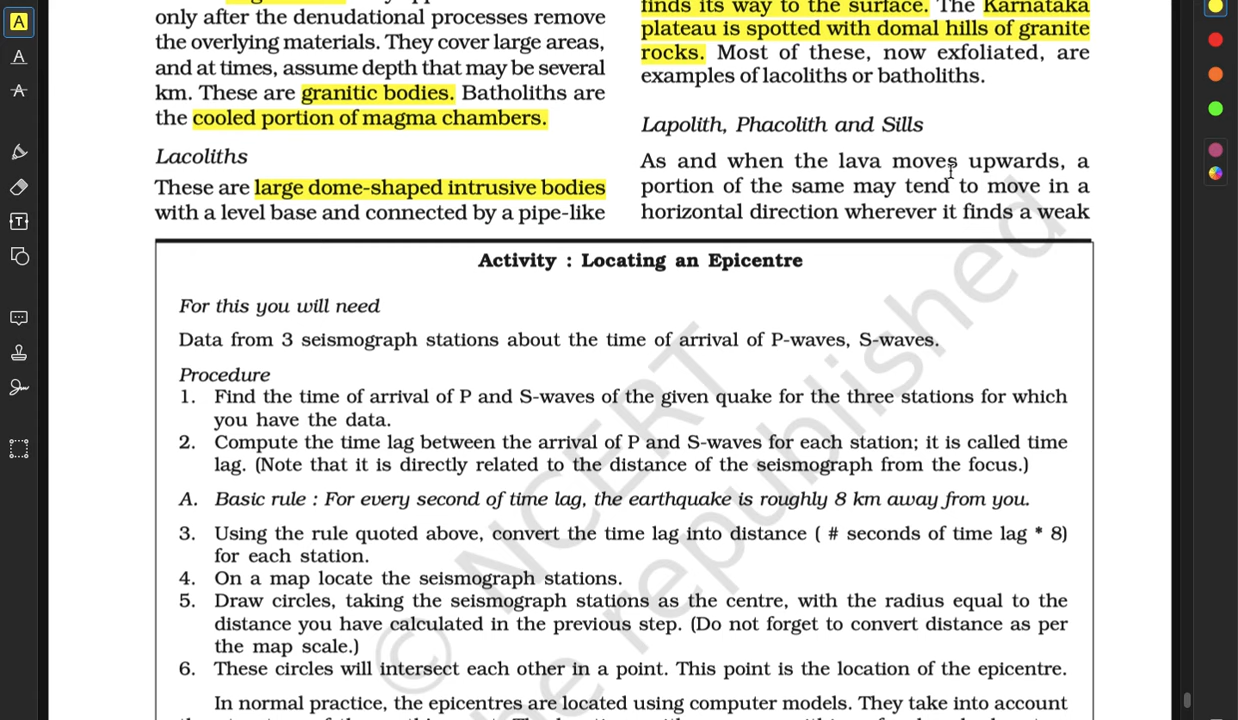 only after the denudational processes remove
the overlying materials. They cover large areas,
and at times, assume depth that may be several
km. These are granitic bodies. Batholiths are
the cooled portion of magma chambers.
Lacoliths
These are large dome-shaped intrusive bodies
with a level base and connected by a pipe-like
finds its way to the surface. The Karnataka
plateau is spotted with domal hills of granite
rocks. Most of these, now exfoliated, are
examples of lacoliths or batholiths.
Lapolith, Phacolith and Sills
As and when the lava moves upwards, a
portion of the same may tend to move in a
horizontal direction wherever it finds a weak
Activity : Locating an Epicentre
For this you will need
Data from 3 seismograph stations about the time of arrival of P-waves, S-waves.
Procedure
1. Find the time of arrival of P and S-waves of the given quake for the three stations for which
you have the data.
2. Compute the time lag between the arrival of P and S-waves for each station; it is called time
lag. (Note that it is directly related to the distance of the seismograph from the focus.)
A. Basic rule : For every second of time lag, the earthquake is roughly 8 km away from you.
3. Using the rule quoted above, convert the time lag into distance ( # seconds of time lag * 8)
for each station.
4. On a map locate the seismograph stations.
5. Draw circles, taking the seismograph stations as the centre, with the radius equal to the
distance you have calculated in the previous step. (Do not forget to convert distance as per
the map scale.)
6. These circles will intersect each other in a point. This point is the location of the epicentre.
In normal practice, the epicentres are located using computer models. They take into account
© NCERT
be republished